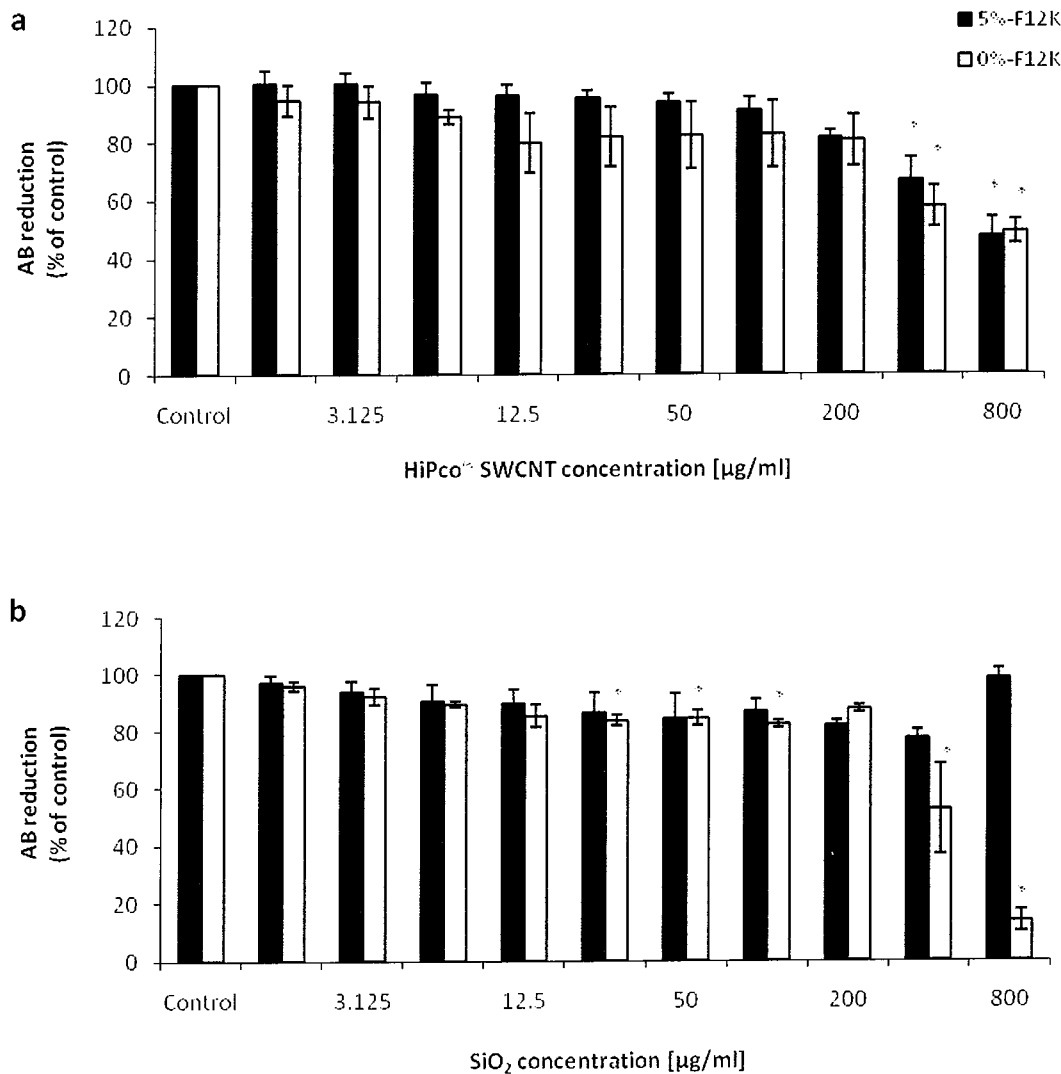 a
5%-F12K
0%-F12K
120
100
80
60
40
20
0
AB reduction
(% of control)
Control 3.125 12.5 50 200 800
HiPco SWCNT concentration [µg/ml]
b
120
100
80
60
40
20
0
AB reduction
(% of control)
Control 3.125 12.5 50 200 800
SiO₂ concentration [µg/ml]